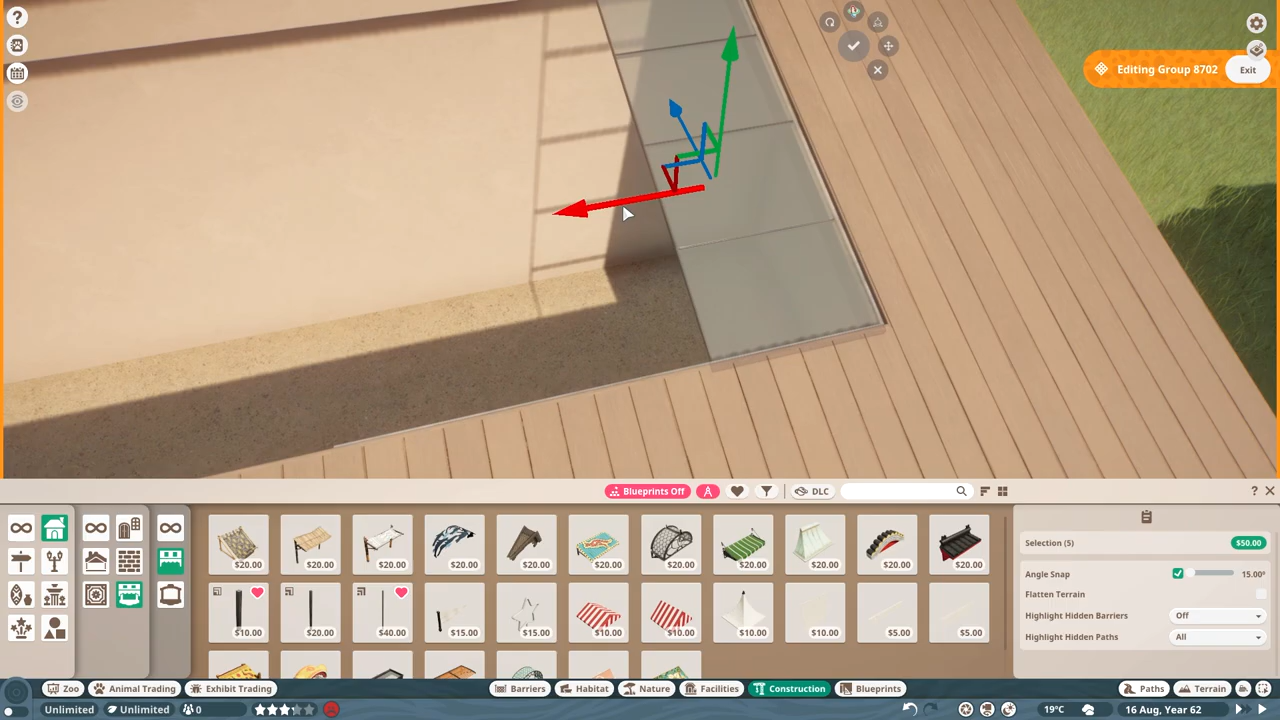 ?
Editing Group 8702
Exit
Blueprints Off
DLC
? ×
$20.00 $20.00 $20.00 $20.00 $20.00 $20.00 $20.00 $20.00 $20.00 $20.00 $20.00
$10.00 $20.00 $40.00 $15.00 $15.00 $10.00 $10.00 $10.00 $10.00 $5.00 $5.00
Selection (5) $50.00
Angle Snap 15.00°
Flatten Terrain
Highlight Hidden Barriers Off
Highlight Hidden Paths All
Zoo Animal Trading Exhibit Trading Barriers Habitat Nature Facilities Construction Blueprints Paths Terrain
Unlimited Unlimited 0 19°C 16 Aug, Year 62